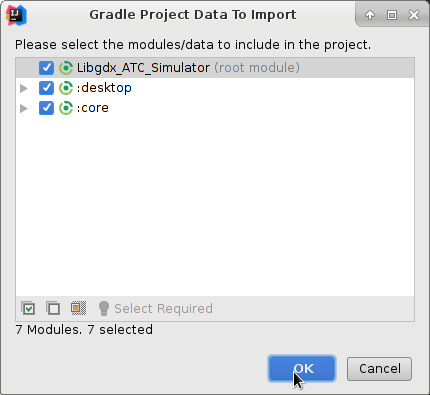 Gradle Project Data To Import
Please select the modules/data to include in the project.
Libgdx_ATC_Simulator (root module)
:desktop
:core
Select Required
7 Modules. 7 selected
OK Cancel